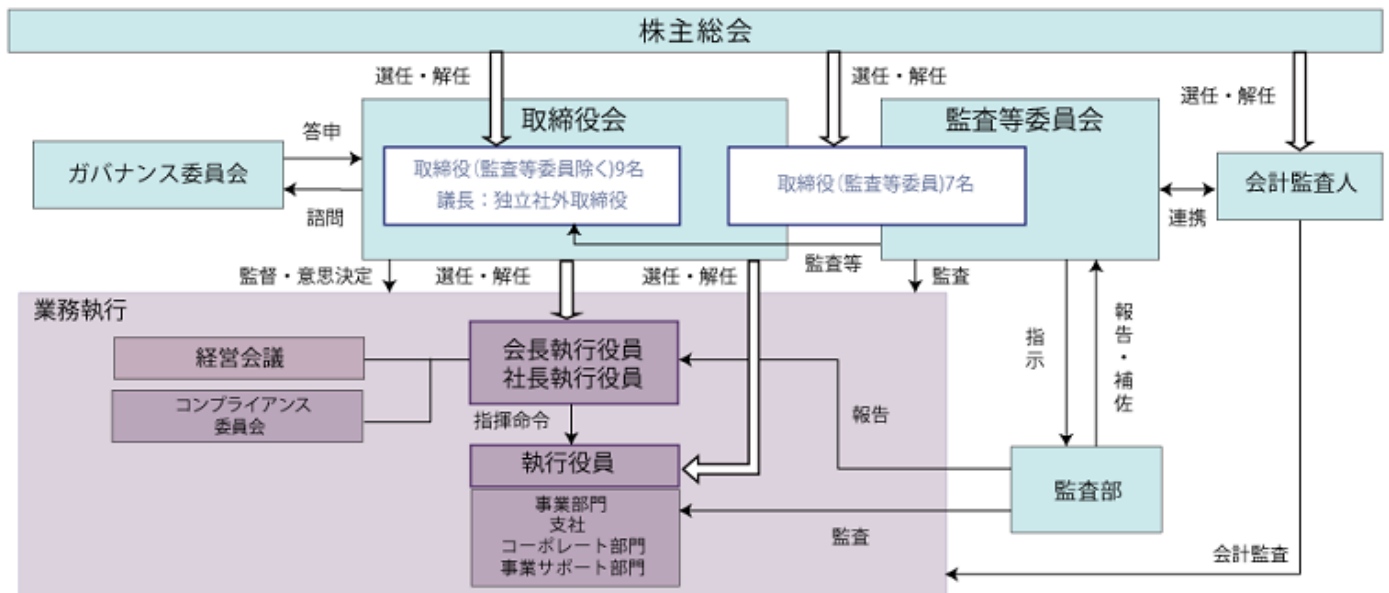 株主総会
選任・解任
選任・解任
選任・解任
取締役会
監査等委員会
答申
ガバナンス委員会
諮問
取締役(監査等委員除く)9名
議長：独立社外取締役
取締役(監査等委員)7名
会計監査人
連携
監査等
監督・意思決定
選任・解任
選任・解任
監査
業務執行
経営会議
コンプライアンス
委員会
会長執行役員
社長執行役員
指揮命令
執行役員
事業部門
支社
コーポレート部門
事業サポート部門
報告
指示
報告・補佐
監査部
監査
会計監査